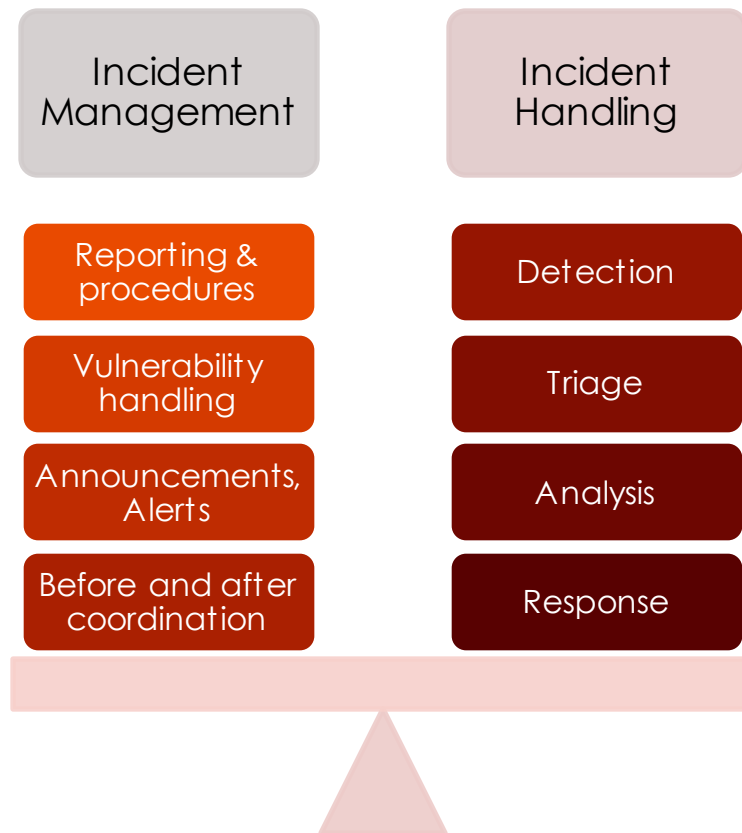 Incident
Management
Reporting &
procedures
Vulnerability
handling
Announcements,
Alerts
Before and after
coordination
Incident
Handling
Detection
Triage
Analysis
Response